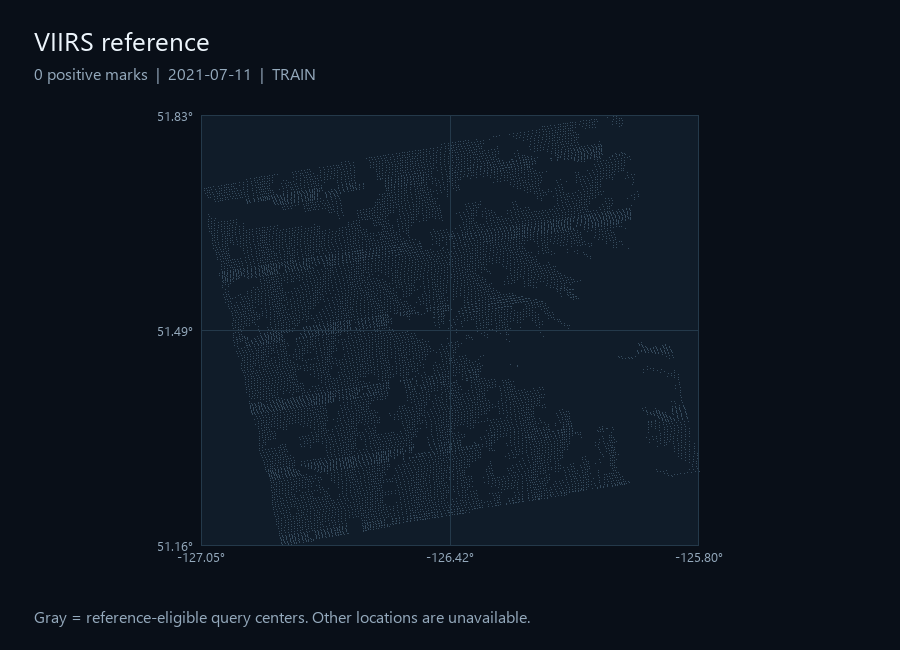 VIIRS reference
0 positive marks | 2021-07-11 | TRAIN
51.83°
51.49°
51.16°
-127.05°
-126.42°
-125.80°
Gray = reference-eligible query centers. Other locations are unavailable.